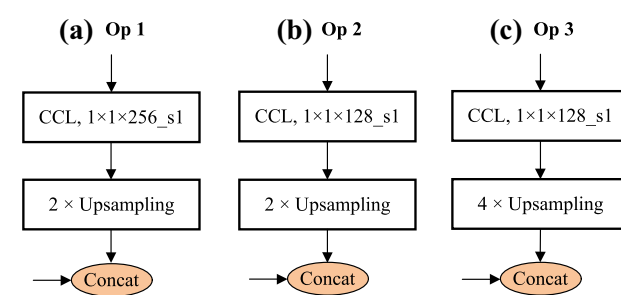 (a) Op 1
CCL, 1×1×256_s1
2 × Upsampling
Concat
(b) Op 2
CCL, 1×1×128_s1
2 × Upsampling
Concat
(c) Op 3
CCL, 1×1×128_s1
4 × Upsampling
Concat